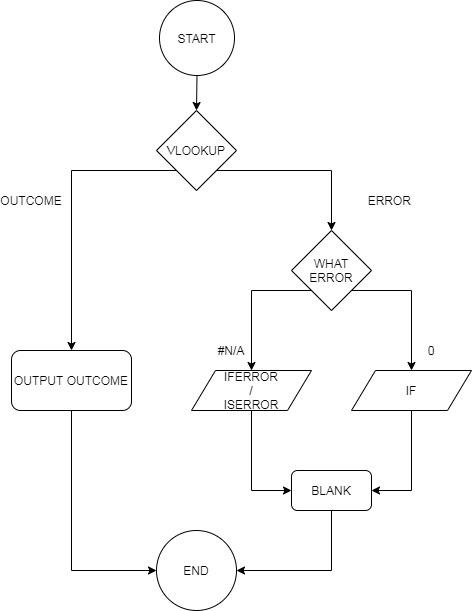 START
VLOOKUP
OUTCOME
ERROR
WHAT
ERROR
#N/A
0
OUTPUT OUTCOME
IFERROR
/
ISERROR
IF
BLANK
END